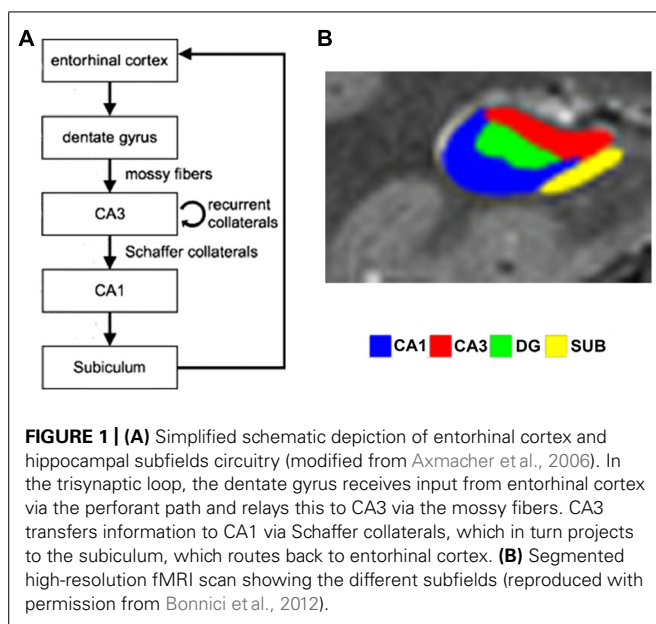 A
B
entorhinal cortex
dentate gyrus
mossy fibers
CA3
recurrent
collaterals
Schaffer collaterals
CA1
Subiculum
CA1 CA3 DG SUB
FIGURE 1 | (A) Simplified schematic depiction of entorhinal cortex and
hippocampal subfields circuitry (modified from Axmacher et al., 2006). In
the trisynaptic loop, the dentate gyrus receives input from entorhinal cortex
via the perforant path and relays this to CA3 via the mossy fibers. CA3
transfers information to CA1 via Schaffer collaterals, which in turn projects
to the subiculum, which routes back to entorhinal cortex. (B) Segmented
high-resolution fMRI scan showing the different subfields (reproduced with
permission from Bonnici et al., 2012).